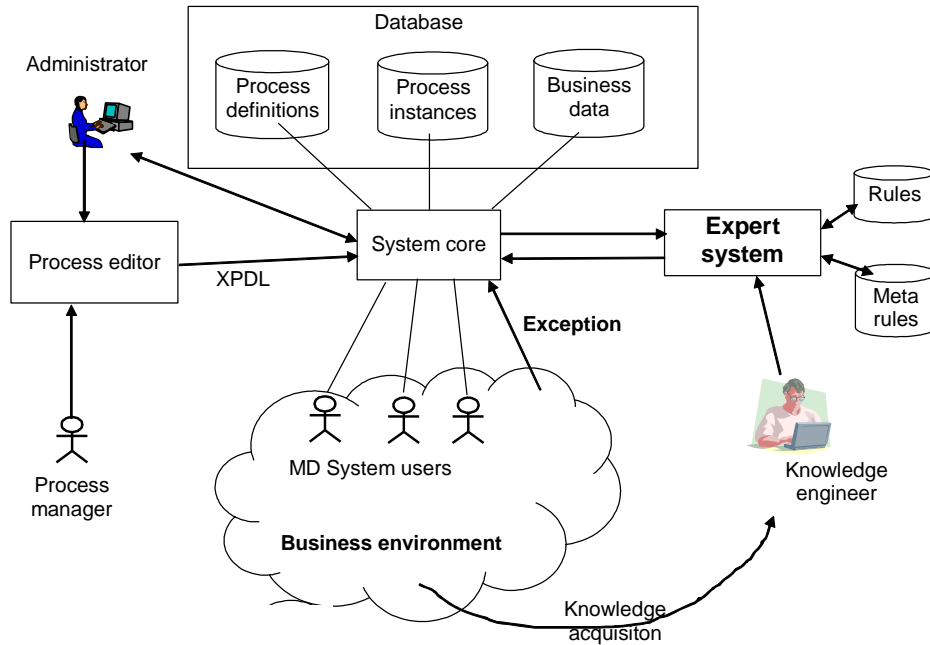 Database
Administrator
Process
definitions
Process
instances
Business
data
Rules
Process editor
XPDL
System core
Expert
system
Meta
rules
Exception
MD System users
Process
manager
Knowledge
engineer
Business environment
Knowledge
acquisiton